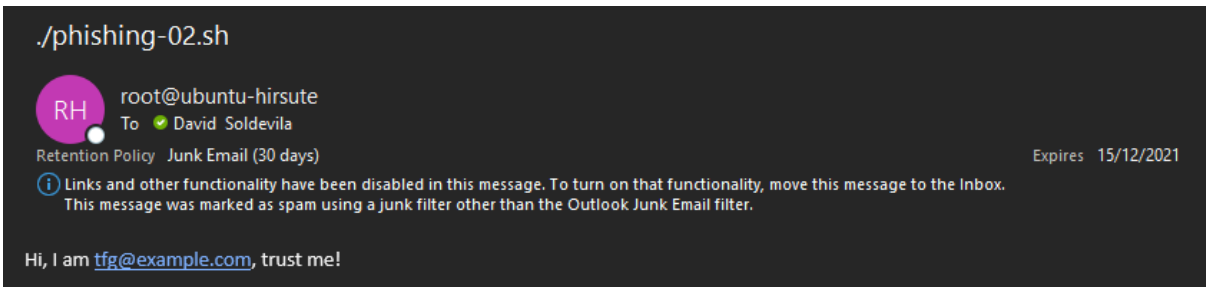 ./phishing-02.sh
RH
root@ubuntu-hirsute
To David Soldevila
Retention Policy Junk Email (30 days) Expires 15/12/2021
Links and other functionality have been disabled in this message. To turn on that functionality, move this message to the Inbox.
This message was marked as spam using a junk filter other than the Outlook Junk Email filter.
Hi, I am tfg@example.com, trust me!